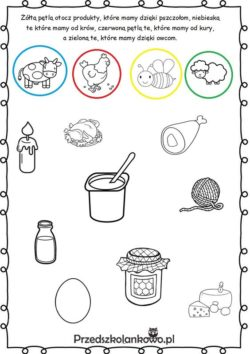 Żółtą pętlą otocz produkty, które mamy dzięki pszczołom, niebieską
te które mamy od krów, czerwoną pętlą te, które mamy od kury,
a zieloną te, które mamy dzięki owcom.
Przedszkolankowo.pl